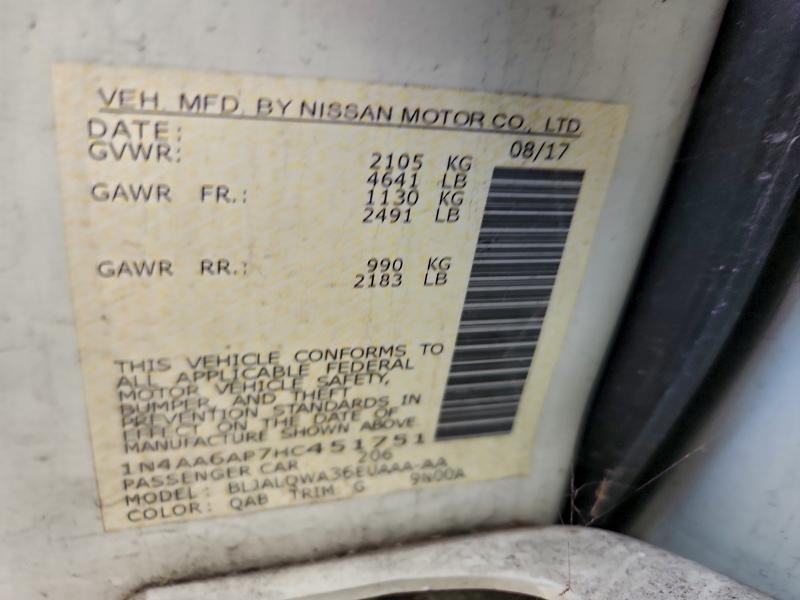 VEH. MFD. BY NISSAN MOTOR CO., LTD
DATE: 08/17
GVWR: 2105 KG
4641 LB
GAWR FR.: 1130 KG
2491 LB
GAWR RR.: 990 KG
2183 LB
THIS VEHICLE CONFORMS TO
ALL APPLICABLE FEDERAL
MOTOR VEHICLE SAFETY,
BUMPER, AND THEFT
PREVENTION STANDARDS IN
EFFECT ON THE DATE OF
MANUFACTURE SHOWN ABOVE
1N4AA6AP7HC451751
PASSENGER CAR 206
MODEL: BLJALQWA36EUAAA-AA
COLOR: QAB TRIM G 9N00A